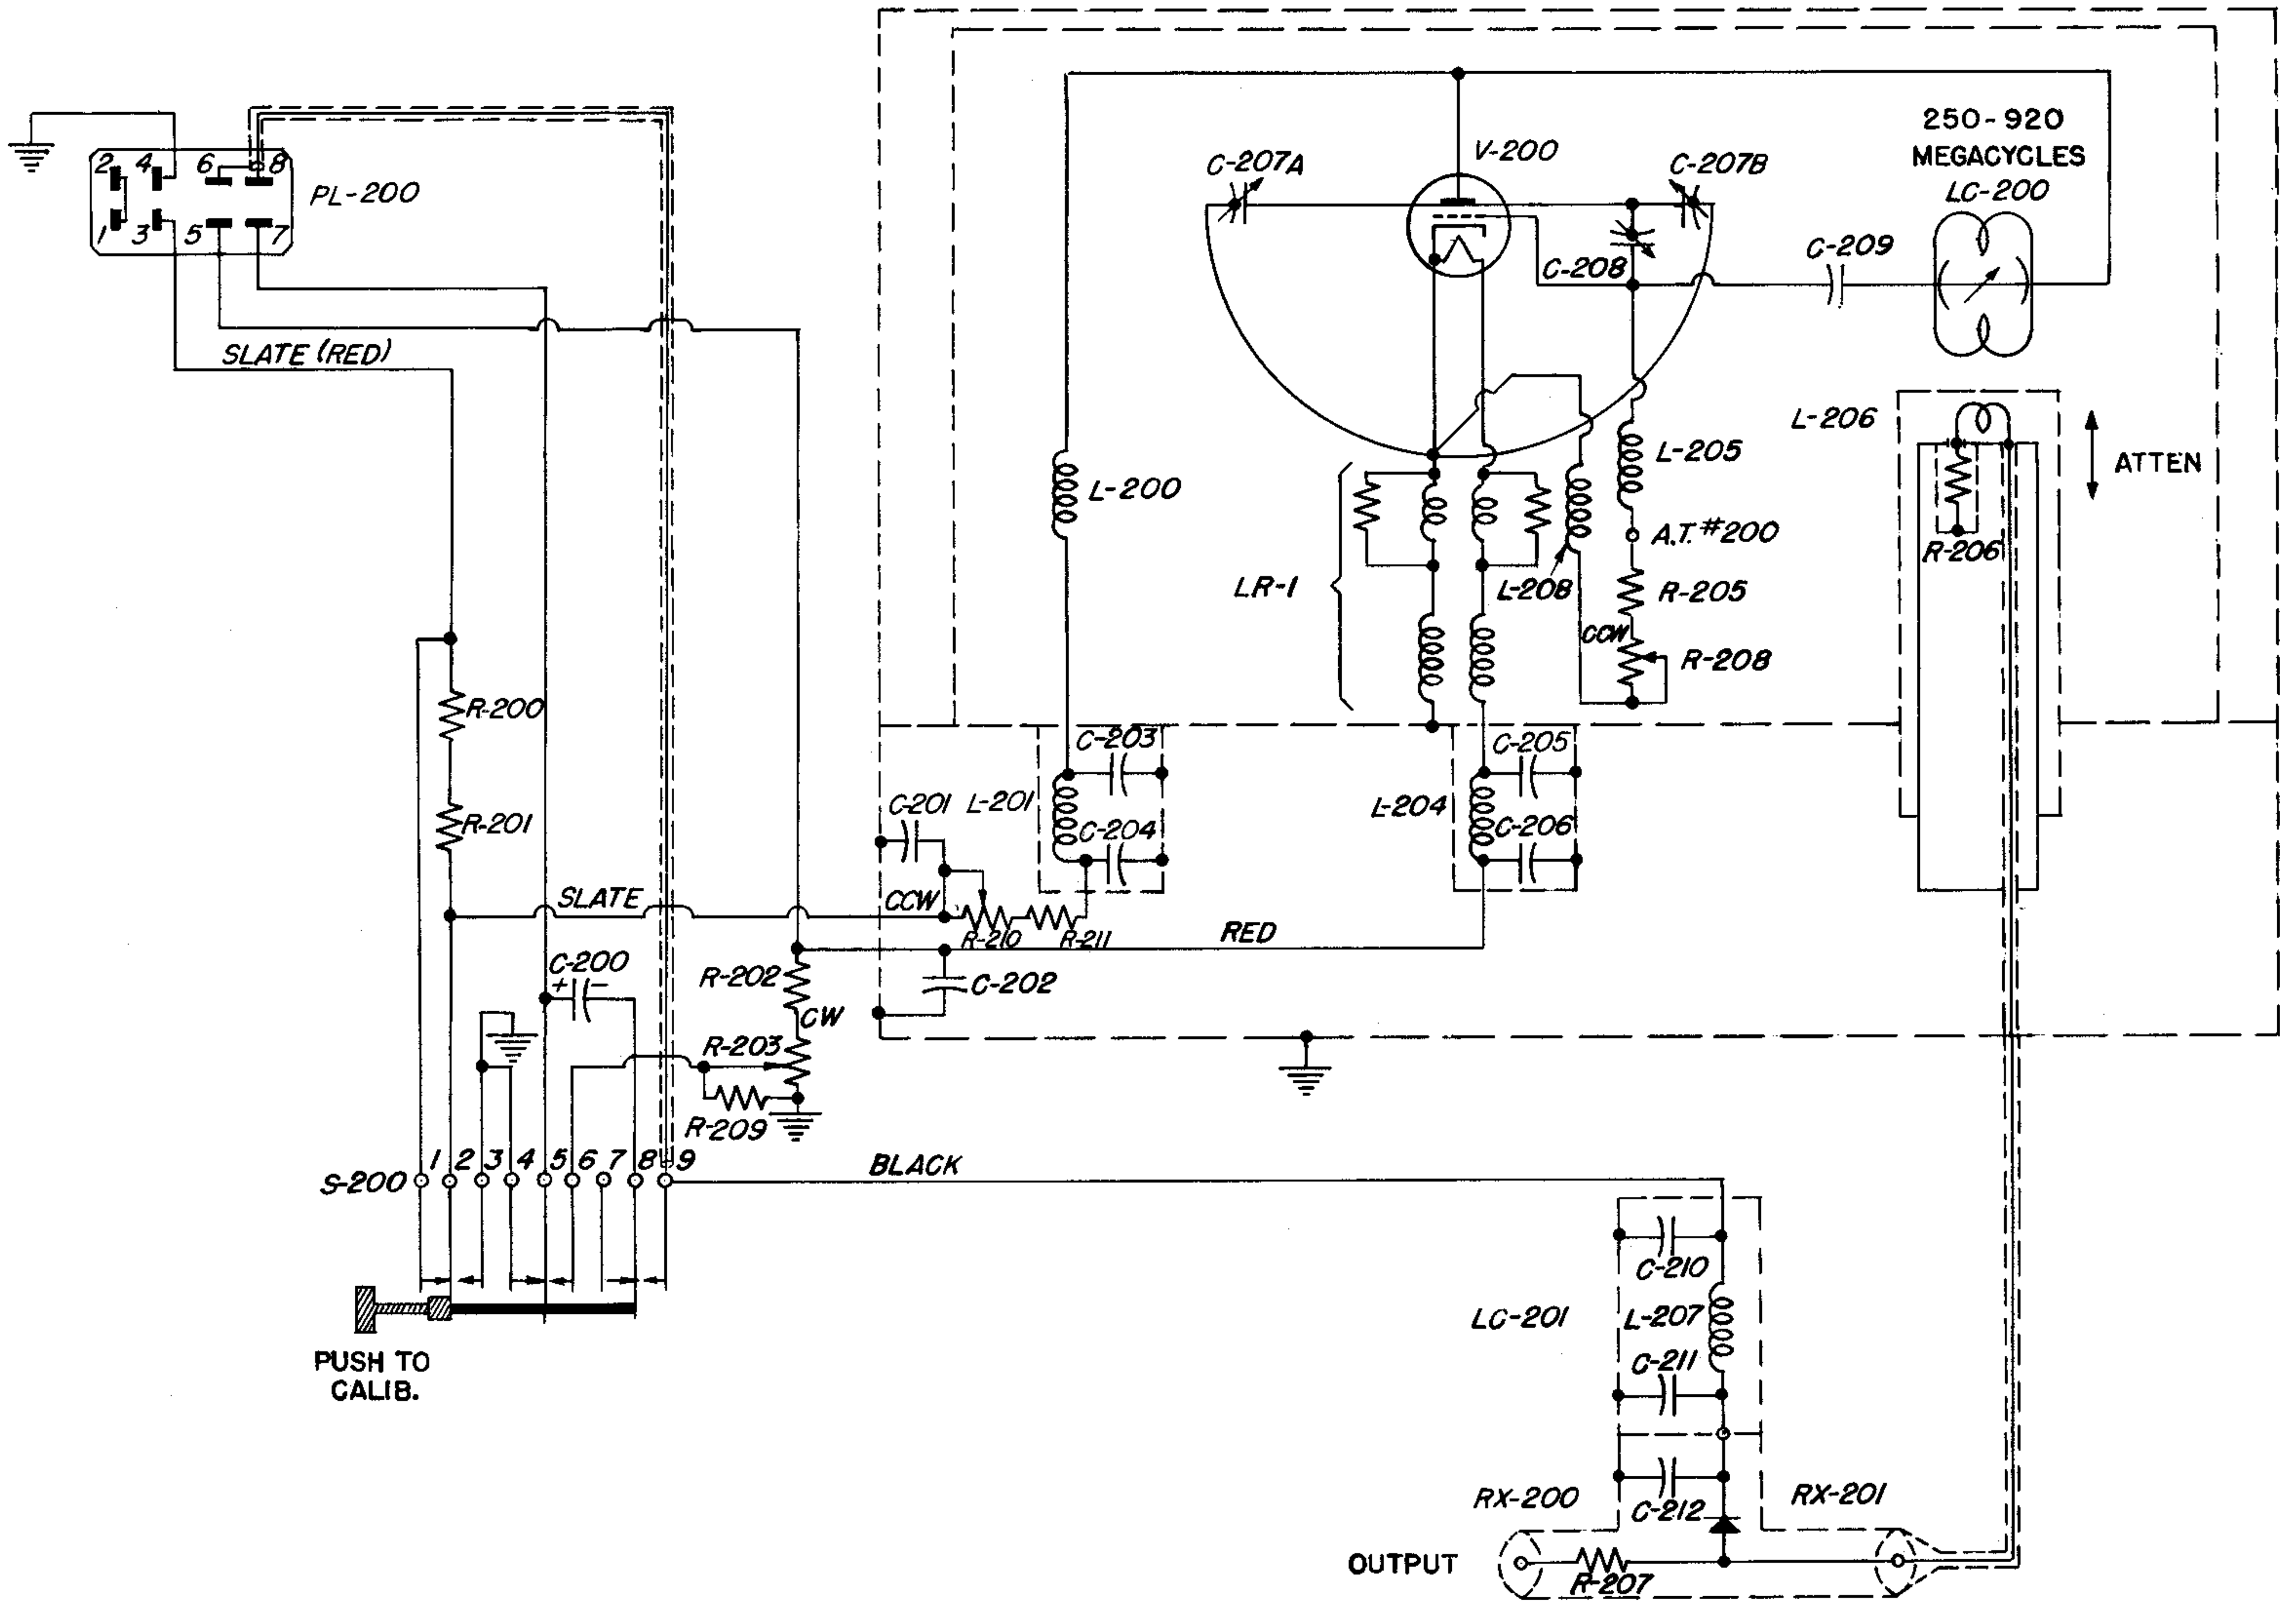 250-920
MEGACYCLES
LC-200
V-200
C-207A
C-207B
2 4 6 8
PL-200
1 3 5 7
C-208
C-209
SLATE (RED)
L-206
L-205
ATTEN
L-200
A.T. #200
R-206
LR-1
L-208
R-205
CCW
R-208
R-200
C-203
C-205
R-201
C-201
L-201
C-204
L-204
C-206
SLATE
CCW
R-210
R-211
RED
C-200
+ −
R-202
C-202
CW
R-203
R-209
S-200
1 2 3 4 5 6 7 8 9
BLACK
C-210
LC-201
L-207
C-211
PUSH TO
CALIB.
RX-200
C-212
RX-201
OUTPUT
R-207